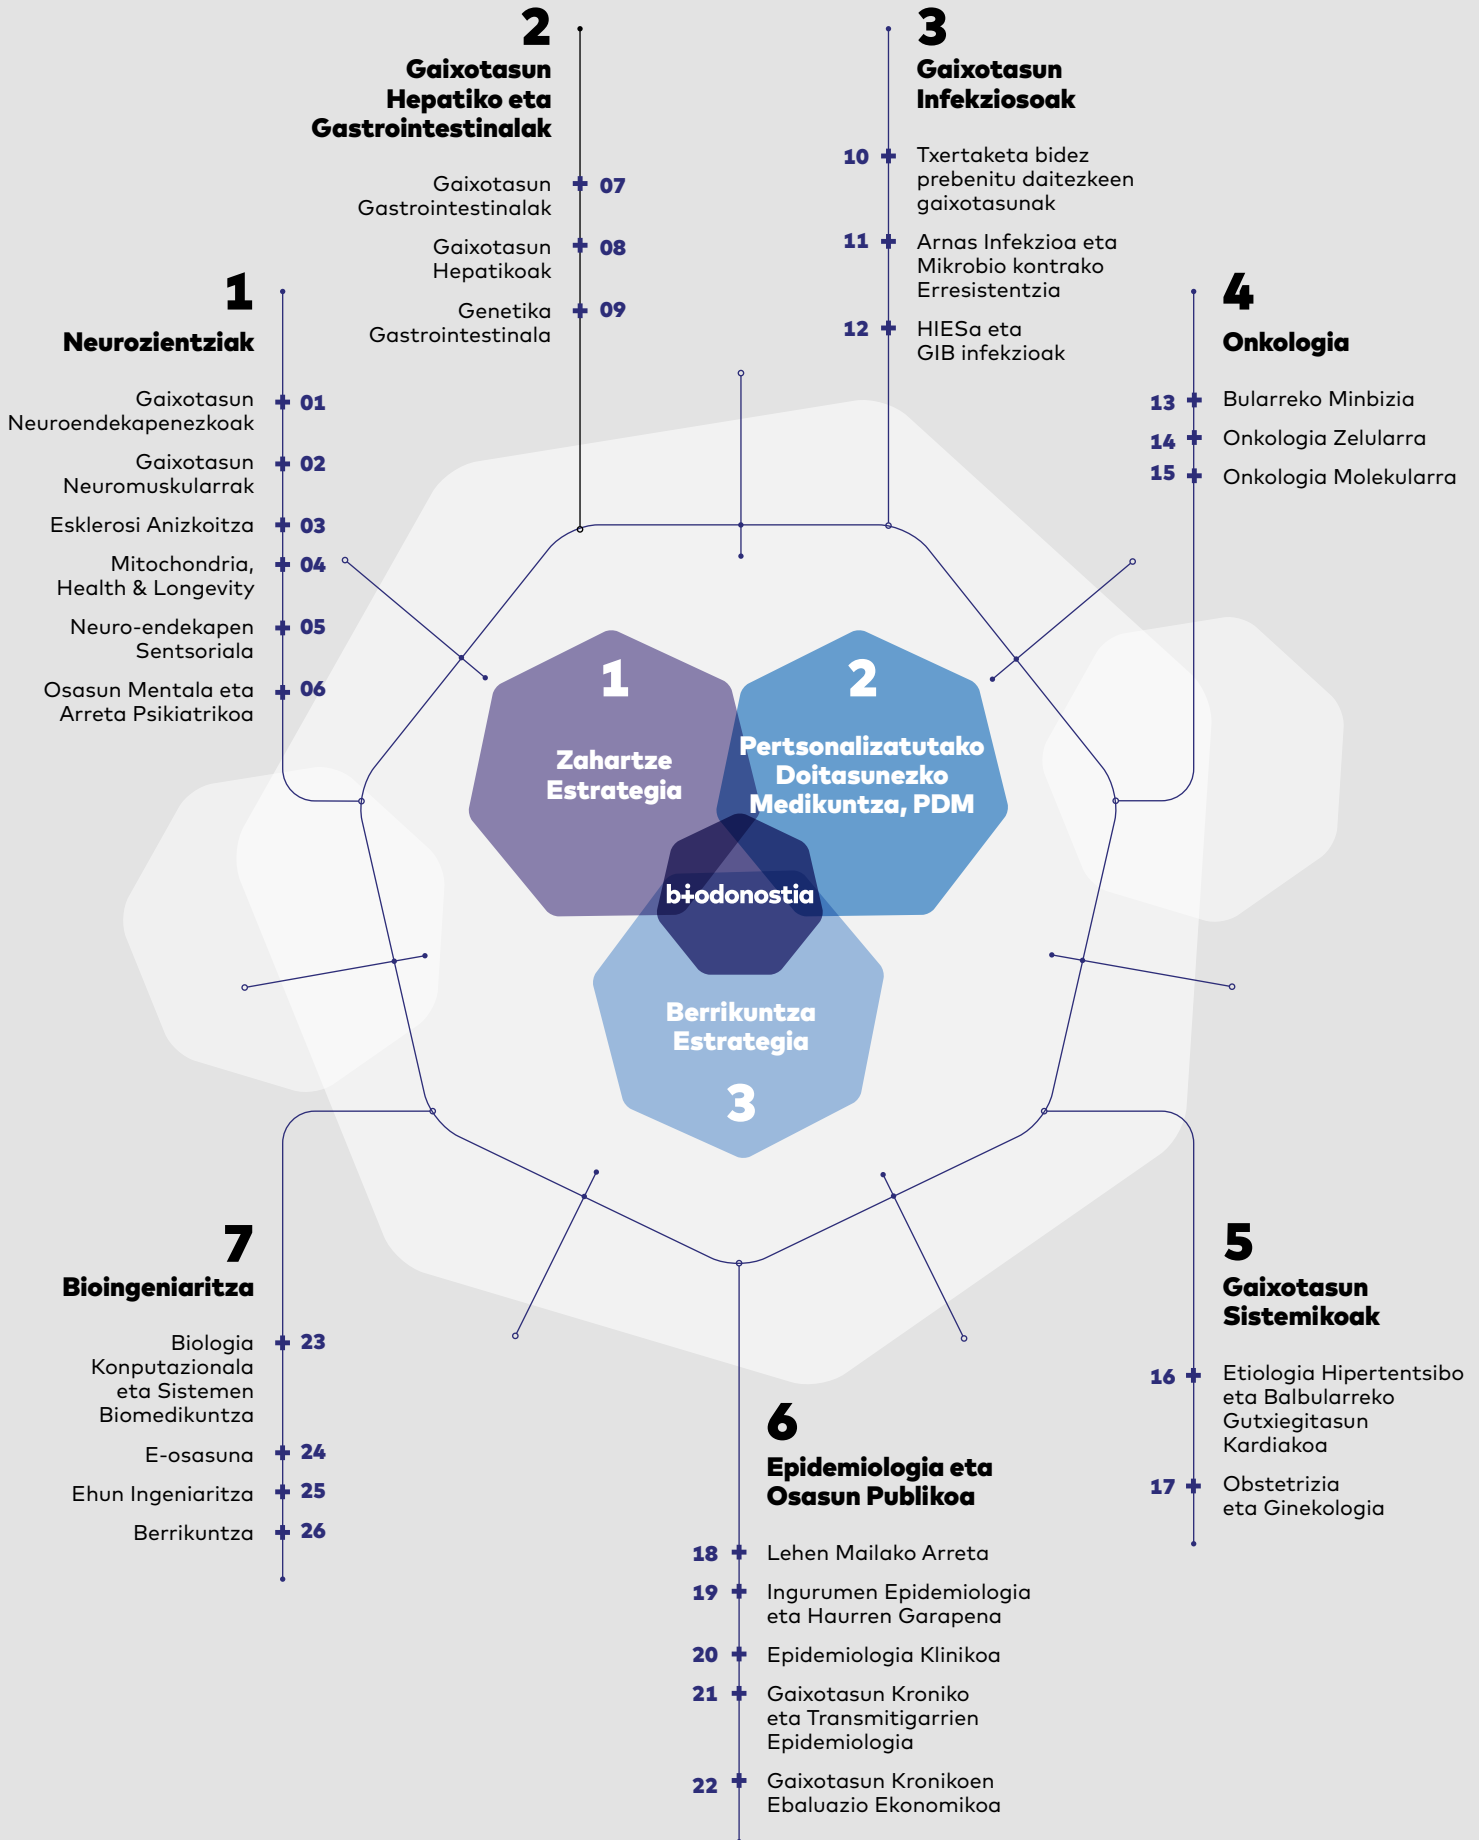 1
Neurozientziak
Gaixotasun
Neuroendekapenezkoak
01
Gaixotasun
Neuromuskularrak
02
Esklerosi Anizkoitza
03
Mitochondria,
Health & Longevity
04
Neuro-endekapen
Sentsoriala
05
Osasun Mentala eta
Arreta Psikiatrikoa
06
2
Gaixotasun
Hepatiko eta
Gastrointestinalak
Gaixotasun
Gastrointestinalak
07
Gaixotasun
Hepatikoak
08
Genetika
Gastrointestinala
09
3
Gaixotasun
Infekziosoak
10
Txertaketa bidez
prebenitu daitezkeen
gaixotasunak
11
Arnas Infekzioa eta
Mikrobio kontrako
Erresistentzia
12
HIESa eta
GIB infekzioak
4
Onkologia
13
Bularreko Minbizia
14
Onkologia Zelularra
15
Onkologia Molekularra
1
Zahartze
Estrategia
2
Pertsonalizatutako
Doitasunezko
Medikuntza, PDM
biodonostia
Berrikuntza
Estrategia
3
5
Gaixotasun
Sistemikoak
16
Etiologia Hipertentsibo
eta Balbularreko
Gutxiegitasun
Kardiakoa
17
Obstetrizia
eta Ginekologia
6
Epidemiologia eta
Osasun Publikoa
18
Lehen Mailako Arreta
19
Ingurumen Epidemiologia
eta Haurren Garapena
20
Epidemiologia Klinikoa
21
Gaixotasun Kroniko
eta Transmitigarrien
Epidemiologia
22
Gaixotasun Kronikoen
Ebaluazio Ekonomikoa
7
Bioingeniaritza
Biologia
Konputazionala
eta Sistemen
Biomedikuntza
23
E-osasuna
24
Ehun Ingeniaritza
25
Berrikuntza
26